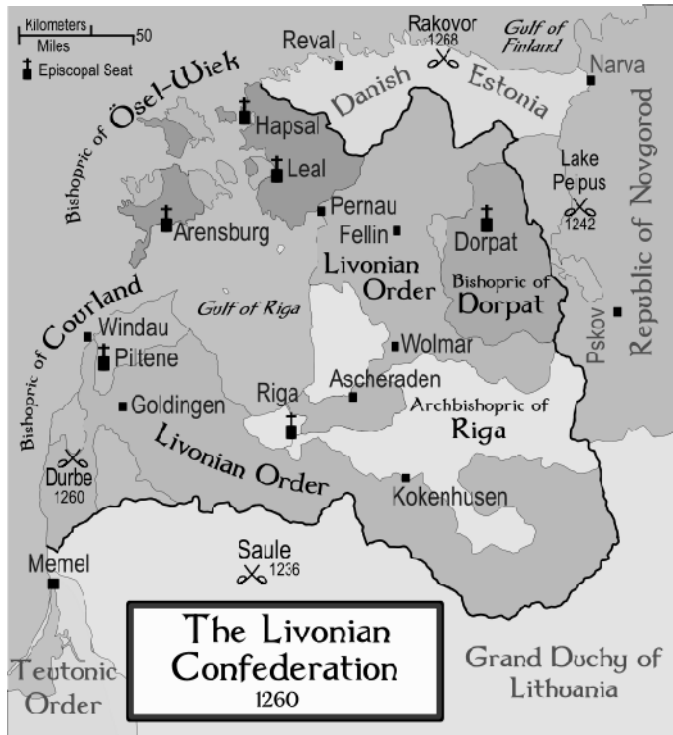 Kilometers
50
Miles
Episcopal Seat
Bishopric of Ösel-Wiek
Reval
Rakovor
1268
Gulf of
Finland
Narva
Danish
Estonia
Hapsal
Leal
Arensburg
Pernau
Fellin
Dorpat
Lake
Peipus
1242
Republic of Novgorod
Livonian
Order
Bishopric of
Dorpat
Bishopric of Courland
Gulf of Riga
Windau
Piltene
Goldingen
Wolmar
Pskov
Ascheraden
Riga
Archbishopric of
Riga
Livonian Order
Durbe
1260
Kokenhusen
Memel
Saule
1236
The Livonian
Confederation
1260
Teutonic
Order
Grand Duchy of
Lithuania